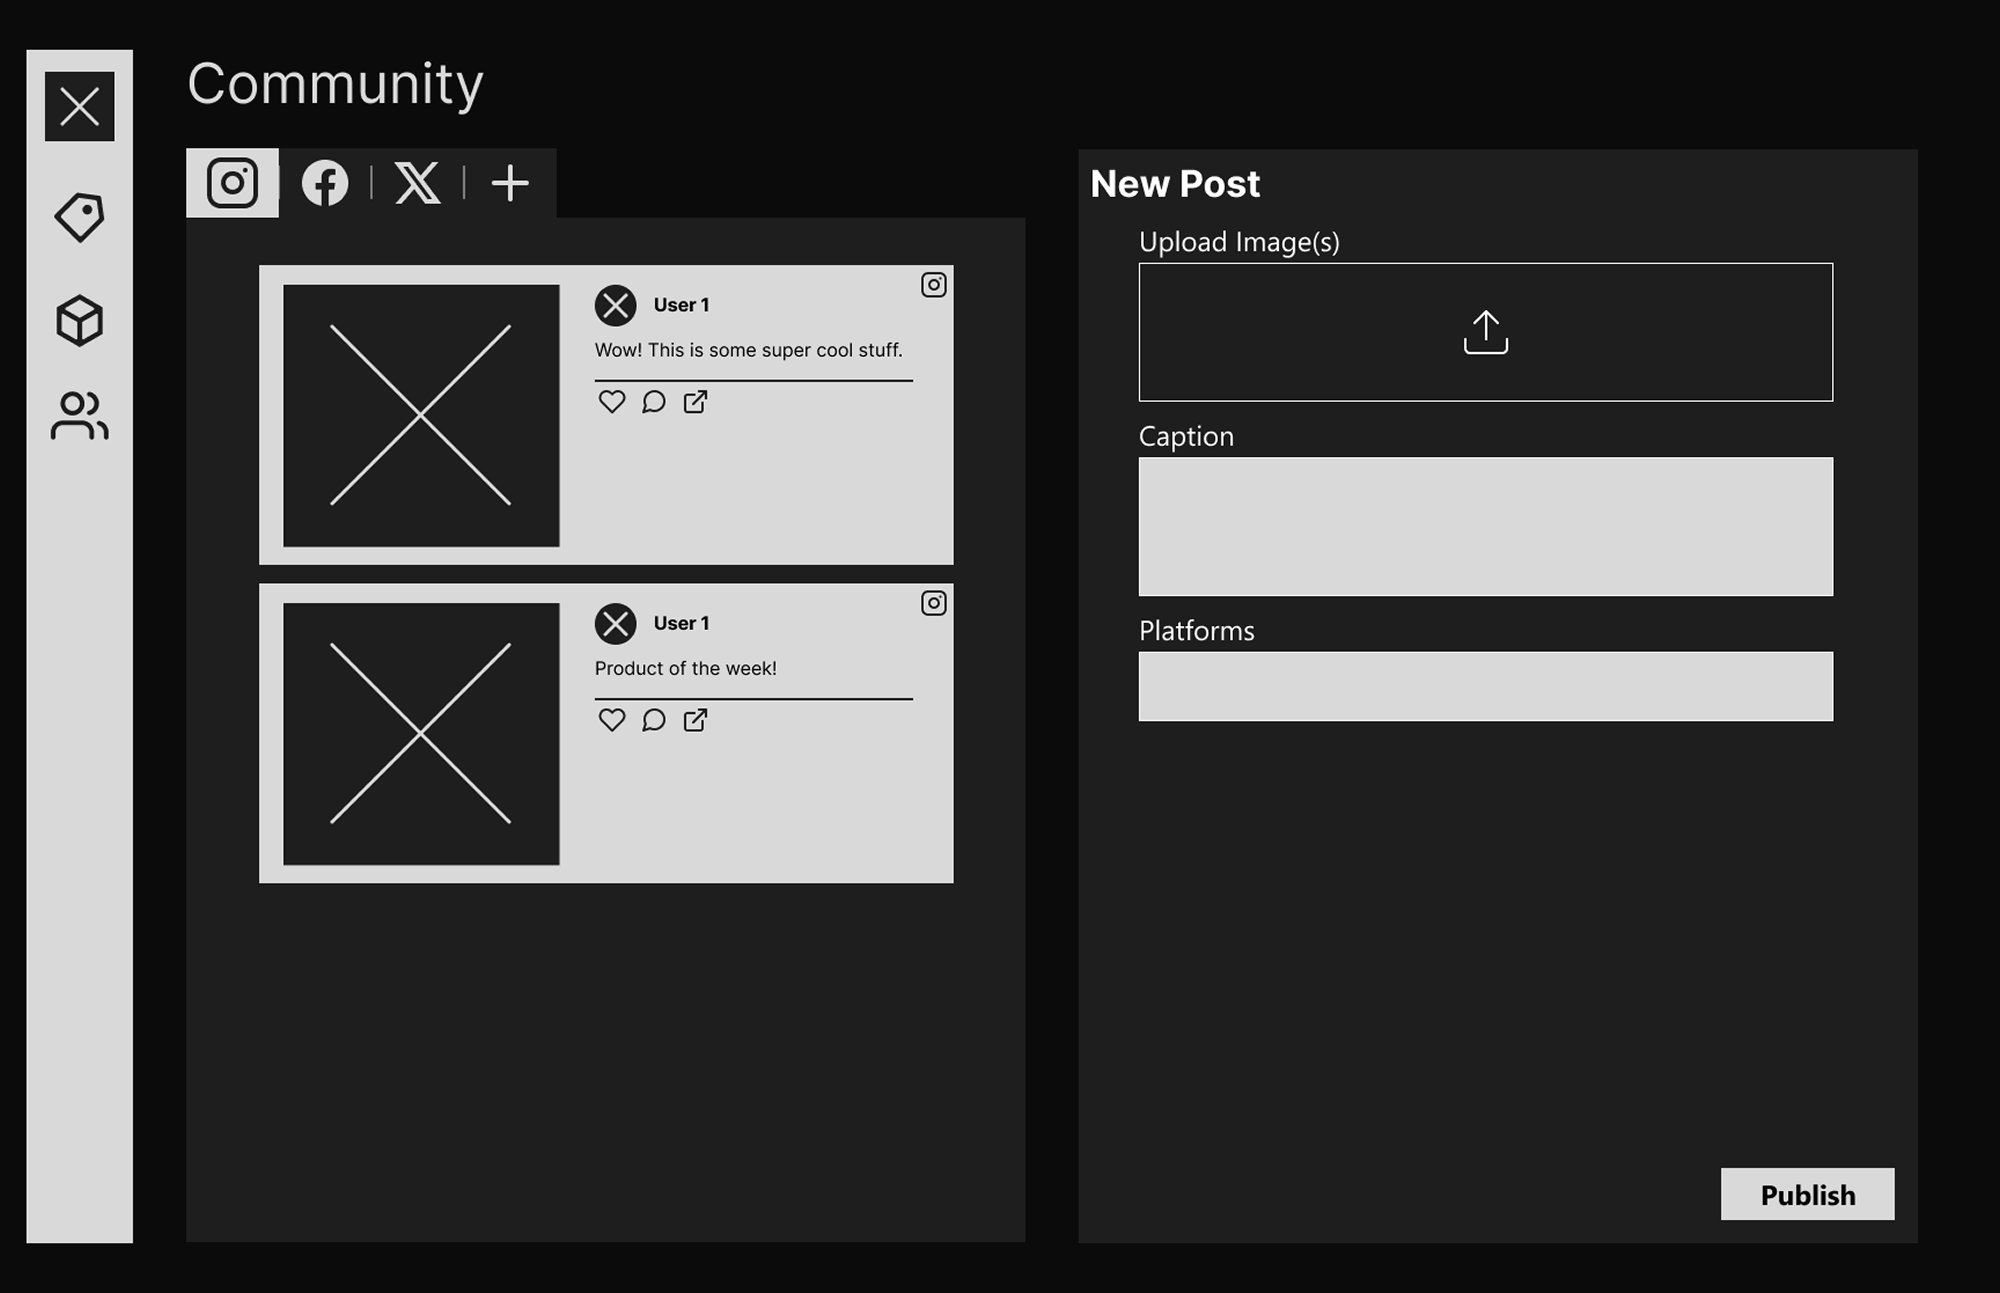 Community
New Post
Upload Image(s)
User 1
Wow! This is some super cool stuff.
Caption
User 1
Product of the week!
Platforms
Publish